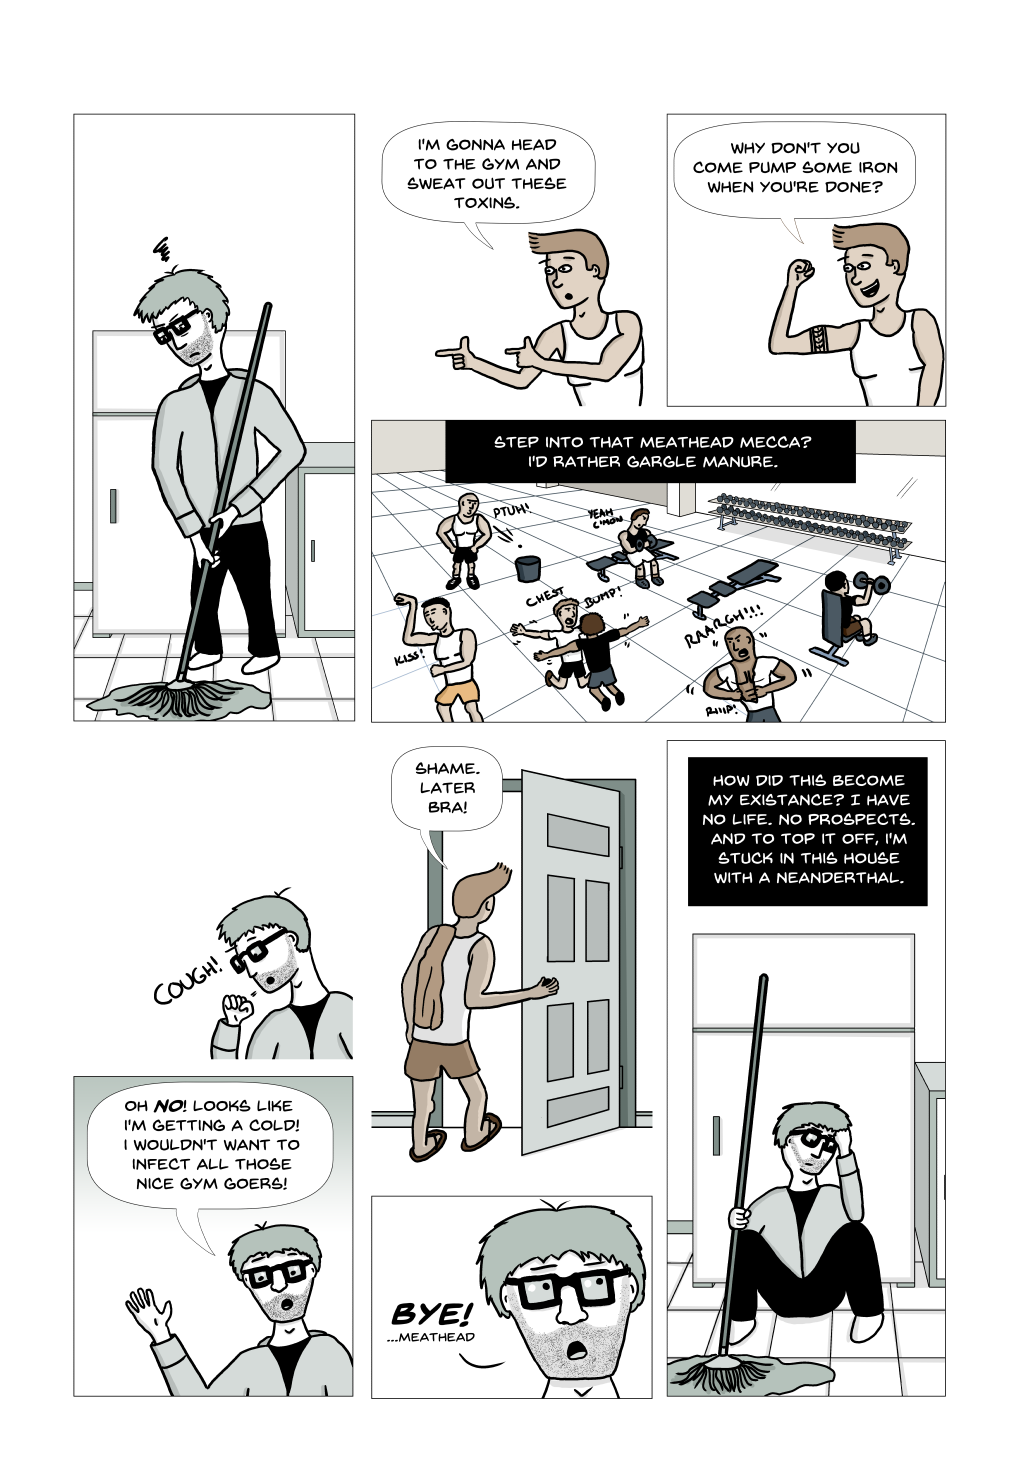 I'M GONNA HEAD
TO THE GYM AND
SWEAT OUT THESE
TOXINS.
WHY DON'T YOU
COME PUMP SOME IRON
WHEN YOU'RE DONE?
STEP INTO THAT MEATHEAD MECCA?
I'D RATHER GARGLE MANURE.
PTUH!
YEAH
C'MON
CHEST
BUMP!
KISS!
RAARGH!!!
RIIIP!
COUGH!
OH NO! LOOKS LIKE
I'M GETTING A COLD!
I WOULDN'T WANT TO
INFECT ALL THOSE
NICE GYM GOERS!
SHAME.
LATER
BRA!
BYE!
...MEATHEAD
HOW DID THIS BECOME
MY EXISTANCE? I HAVE
NO LIFE. NO PROSPECTS.
AND TO TOP IT OFF, I'M
STUCK IN THIS HOUSE
WITH A NEANDERTHAL.